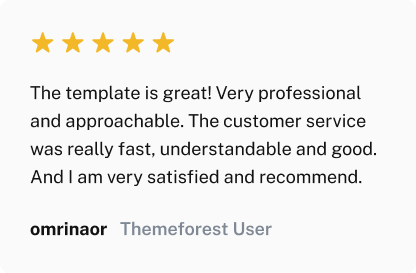 The template is great! Very professional
and approachable. The customer service
was really fast, understandable and good.
And I am very satisfied and recommend.
omrinaor Themeforest User